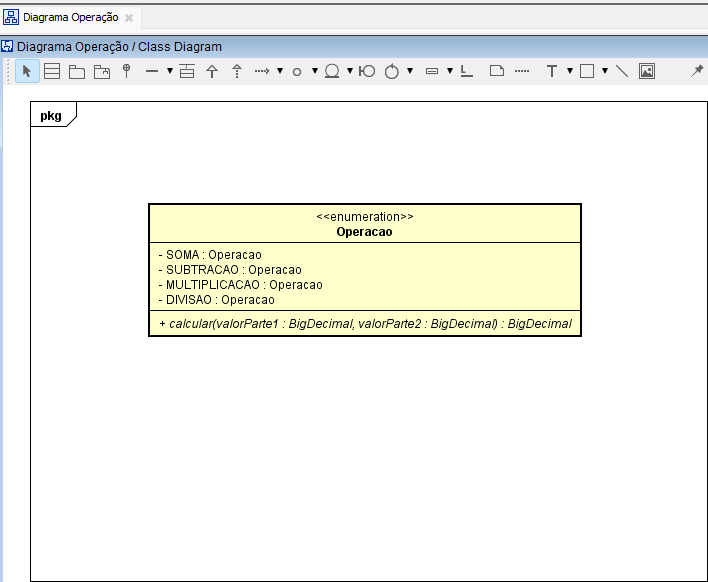 Diagrama Operação
Diagrama Operação / Class Diagram
pkg
<<enumeration>>
Operacao
- SOMA : Operacao
- SUBTRACAO : Operacao
- MULTIPLICACAO : Operacao
- DIVISAO : Operacao
+ calcular(valorParte1 : BigDecimal, valorParte2 : BigDecimal) : BigDecimal